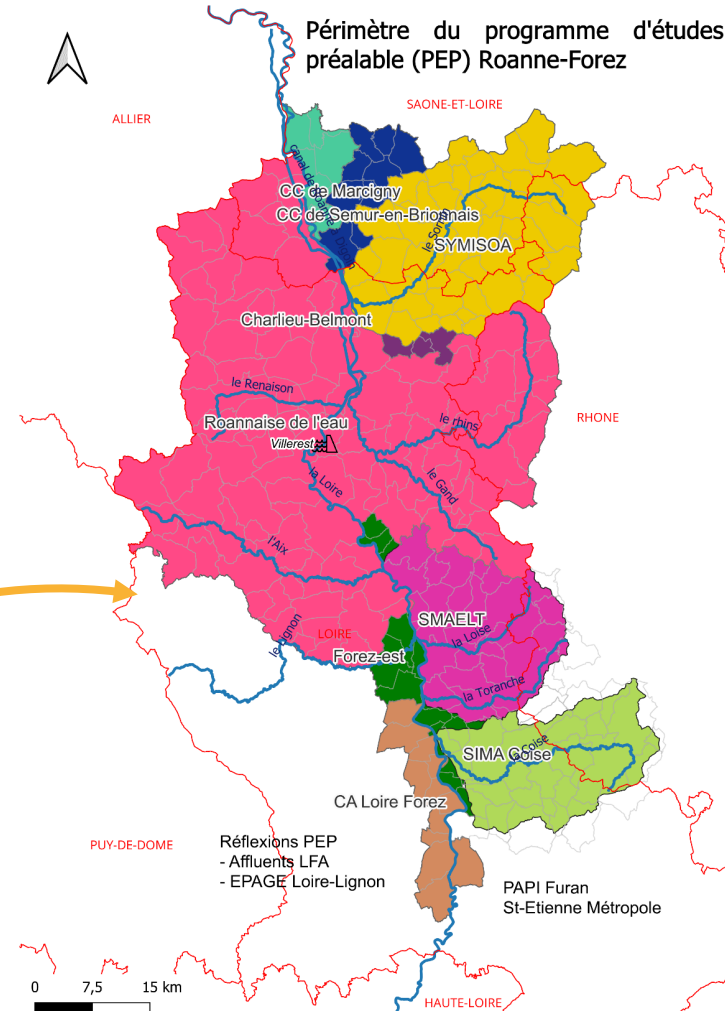 Périmètre du programme d'études
préalable (PEP) Roanne-Forez
SAONE-ET-LOIRE
ALLIER
CC de Marcigny
CC de Semur-en-Brionnais
le Sornin
SYMISOA
Charlieu-Belmont
le Renaison
Roannaise de l'eau
le rhins
RHONE
Villerest
la Loire
le Gand
l'Aix
SMAELT
LOIRE
la Loise
le Lignon
Forez-est
la Toranche
SIMA Coise
la Coise
CA Loire Forez
PUY-DE-DOME
Réflexions PEP
- Affluents LFA
- EPAGE Loire-Lignon
PAPI Furan
St-Etienne Métropole
0 7,5 15 km
HAUTE-LOIRE